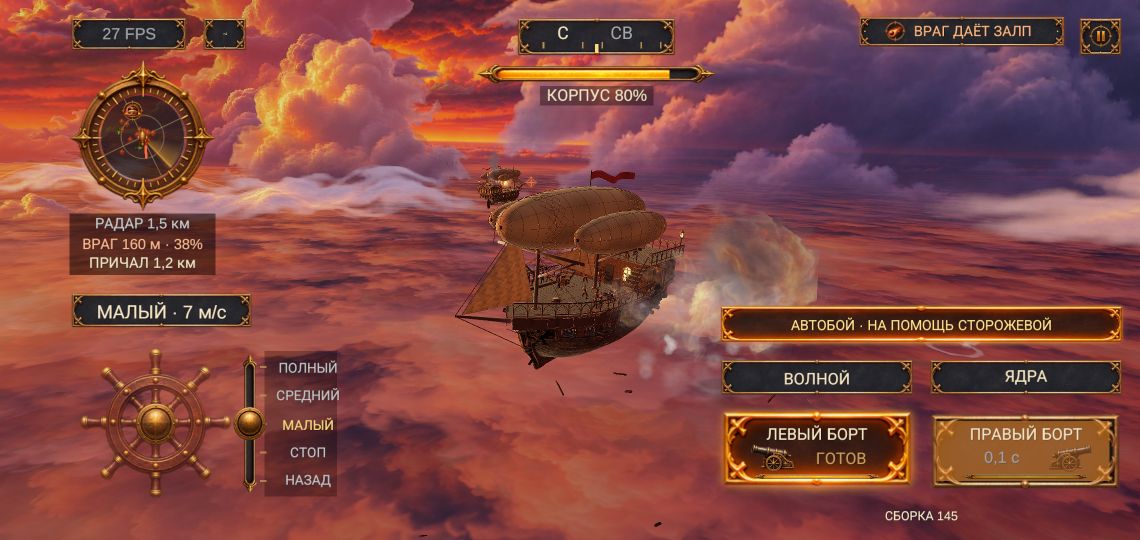 27 FPS
~
С СВ
ВРАГ ДАЁТ ЗАЛП
КОРПУС 80%
РАДАР 1,5 км
ВРАГ 160 м · 38%
ПРИЧАЛ 1,2 км
МАЛЫЙ · 7 м/с
ПОЛНЫЙ
СРЕДНИЙ
МАЛЫЙ
СТОП
НАЗАД
АВТОБОЙ · НА ПОМОЩЬ СТОРОЖЕВОЙ
ВОЛНОЙ
ЯДРА
ЛЕВЫЙ БОРТ
ГОТОВ
ПРАВЫЙ БОРТ
0,1 с
СБОРКА 145